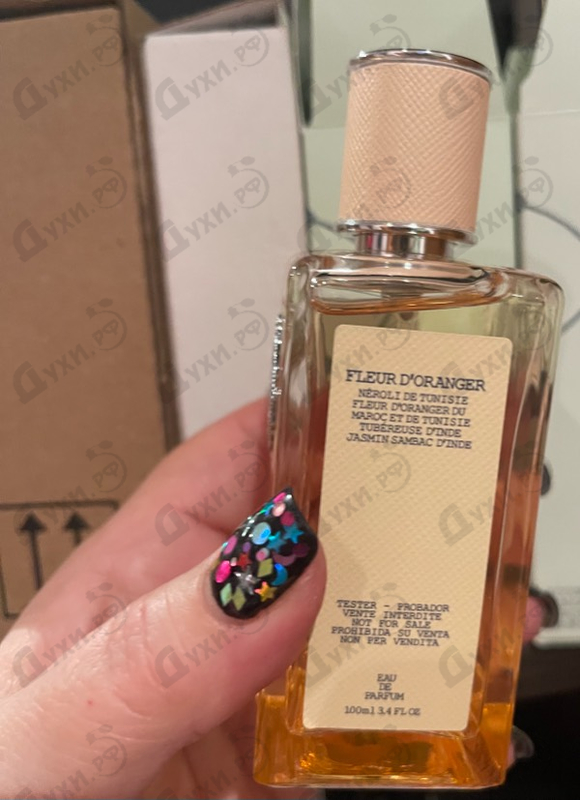 FLEUR D'ORANGER
NÉROLI DE TUNISIE
FLEUR D'ORANGER DU
MAROC ET DE TUNISIE
TUBÉREUSE D'INDE
JASMIN SAMBAC D'INDE
TESTER - PROBADOR
VENTE INTERDITE
NOT FOR SALE
PROHIBIDA SU VENTA
NON PER VENDITA
EAU
DE
PARFUM
100ml 3.4 FL OZ
Духи.РФ